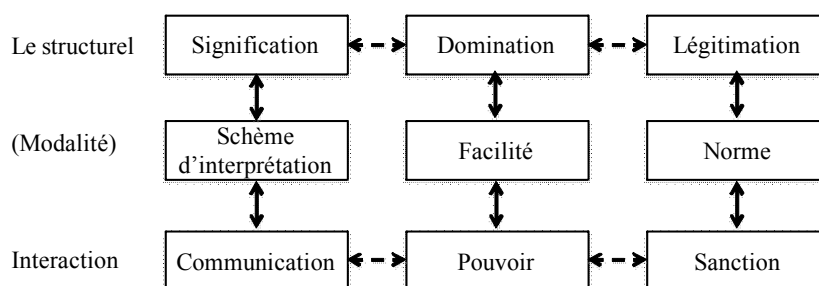 Le structurel
Signification
Domination
Légitimation
(Modalité)
Schème
d'interprétation
Facilité
Norme
Interaction
Communication
Pouvoir
Sanction